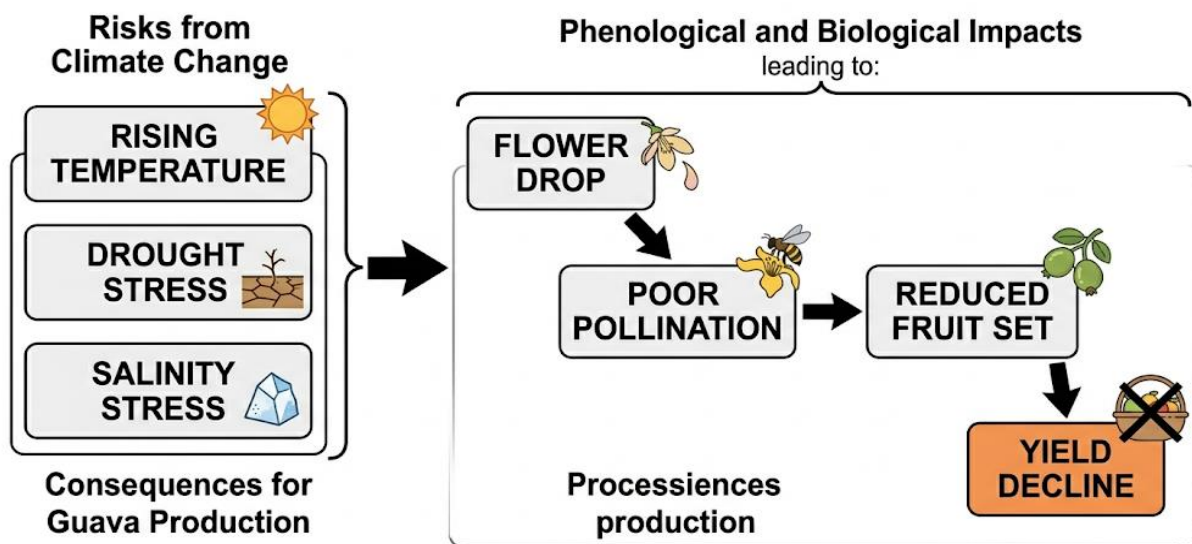 Risks from
Climate Change
RISING
TEMPERATURE
DROUGHT
STRESS
SALINITY
STRESS
Consequences for
Guava Production
Phenological and Biological Impacts
leading to:
FLOWER
DROP
POOR
POLLINATION
REDUCED
FRUIT SET
YIELD
DECLINE
Processiences
production